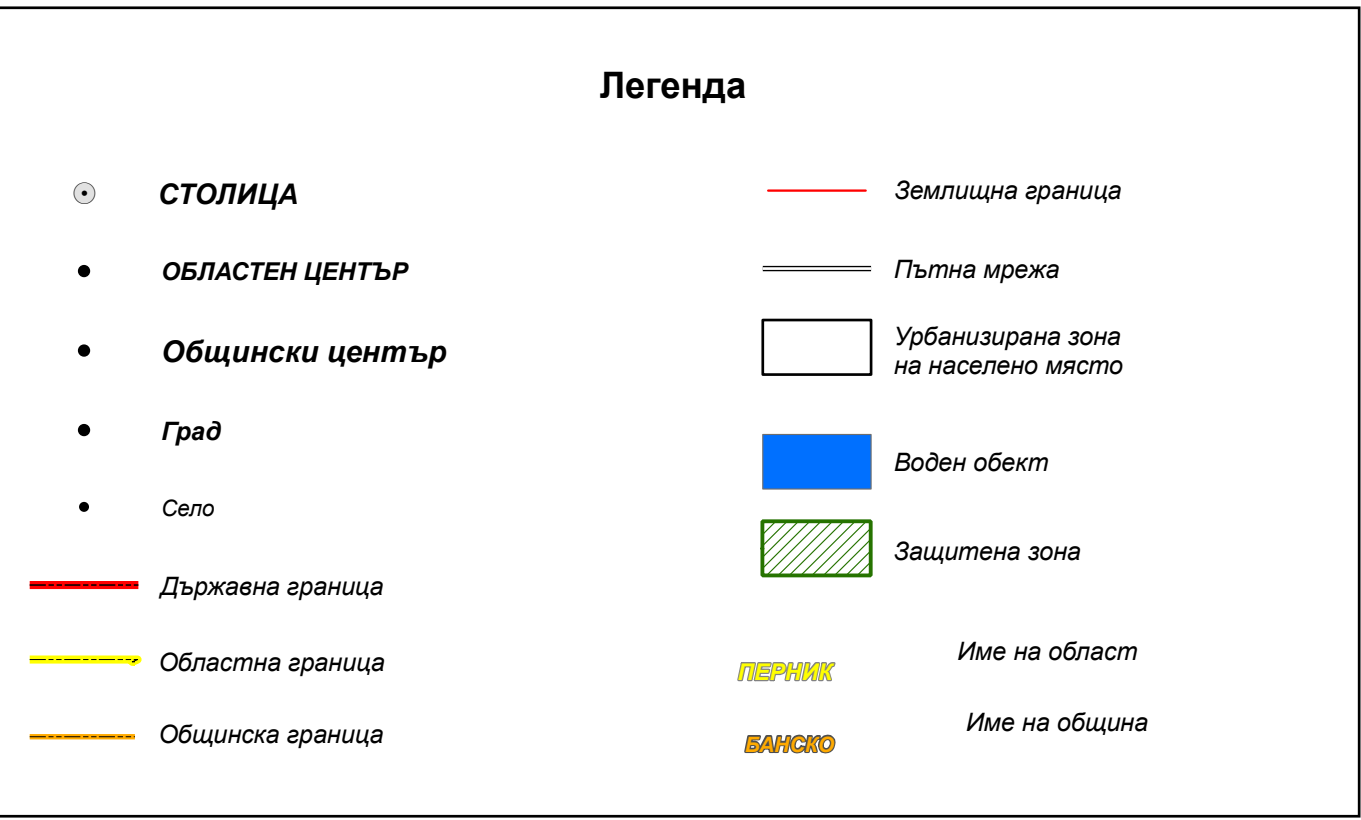 Легенда
СТОЛИЦА
ОБЛАСТЕН ЦЕНТЪР
Общински център
Град
Село
Държавна граница
Областна граница
Общинска граница
Землищна граница
Пътна мрежа
Урбанизирана зона
на населено място
Воден обект
Защитена зона
ПЕРНИК
Име на област
БАНСКО
Име на община